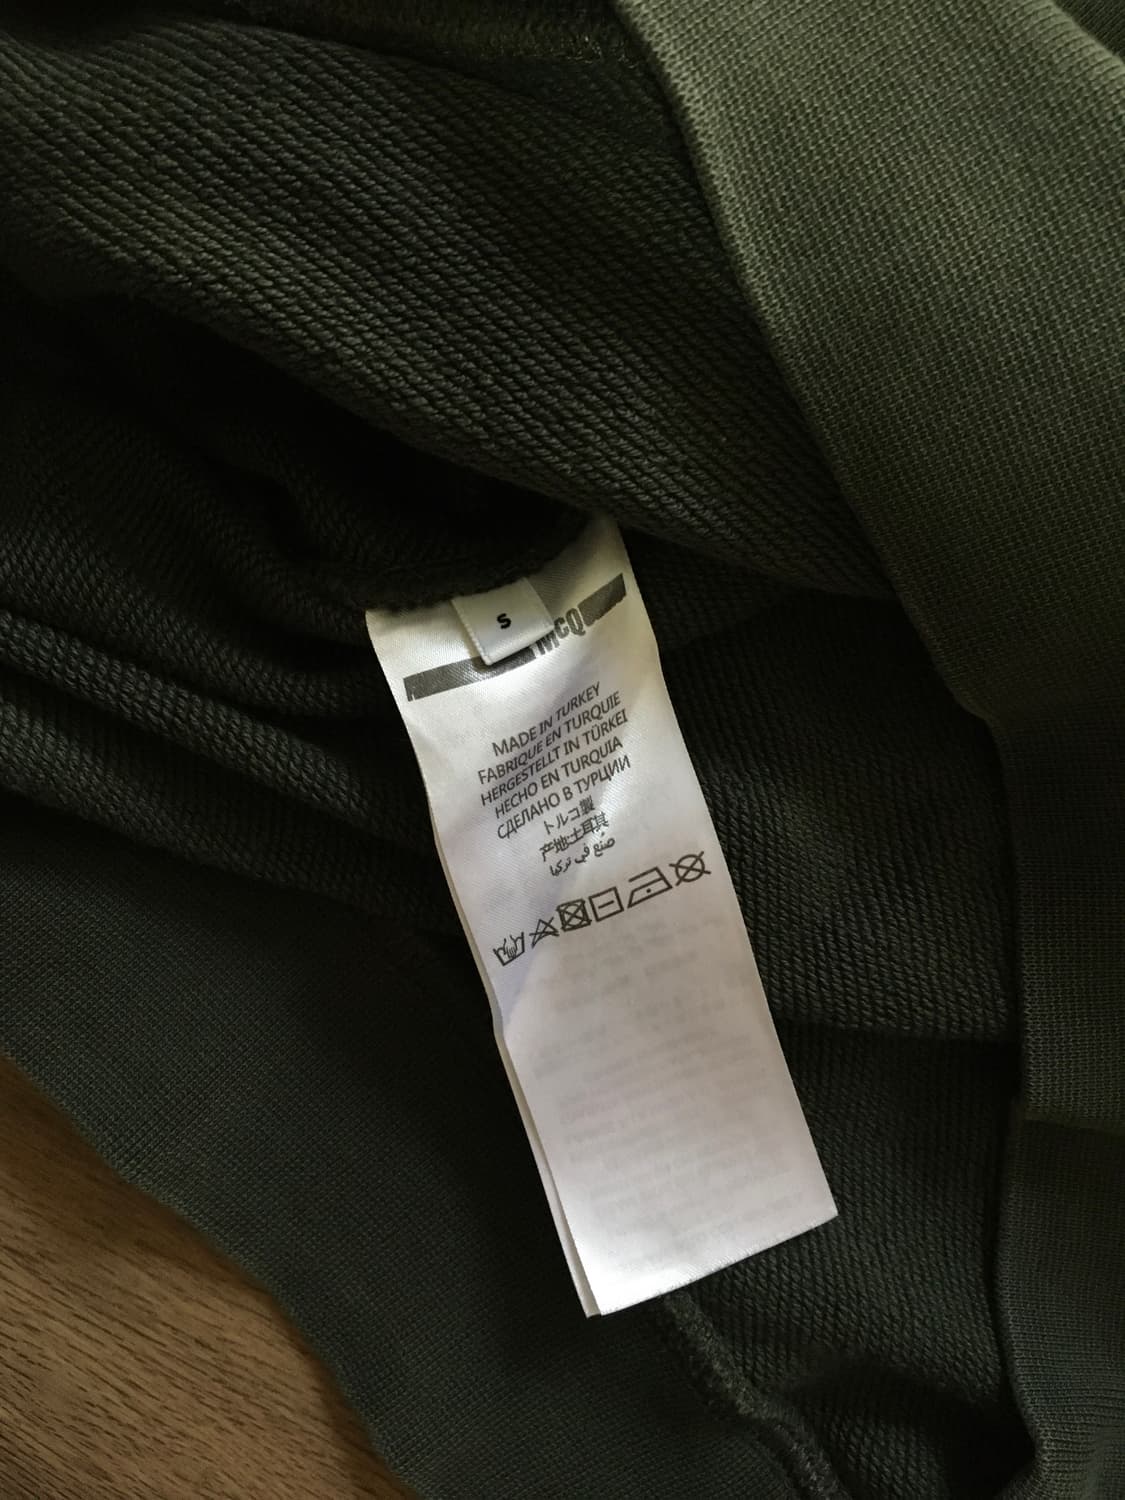 S
McQ
MADE IN TURKEY
FABRIQUE EN TURQUIE
HERGESTELLT IN TÜRKEI
HECHO EN TURQUIA
СДЕЛАНО В ТУРЦИИ
トルコ製
产地:土耳其
صنع في تركيا